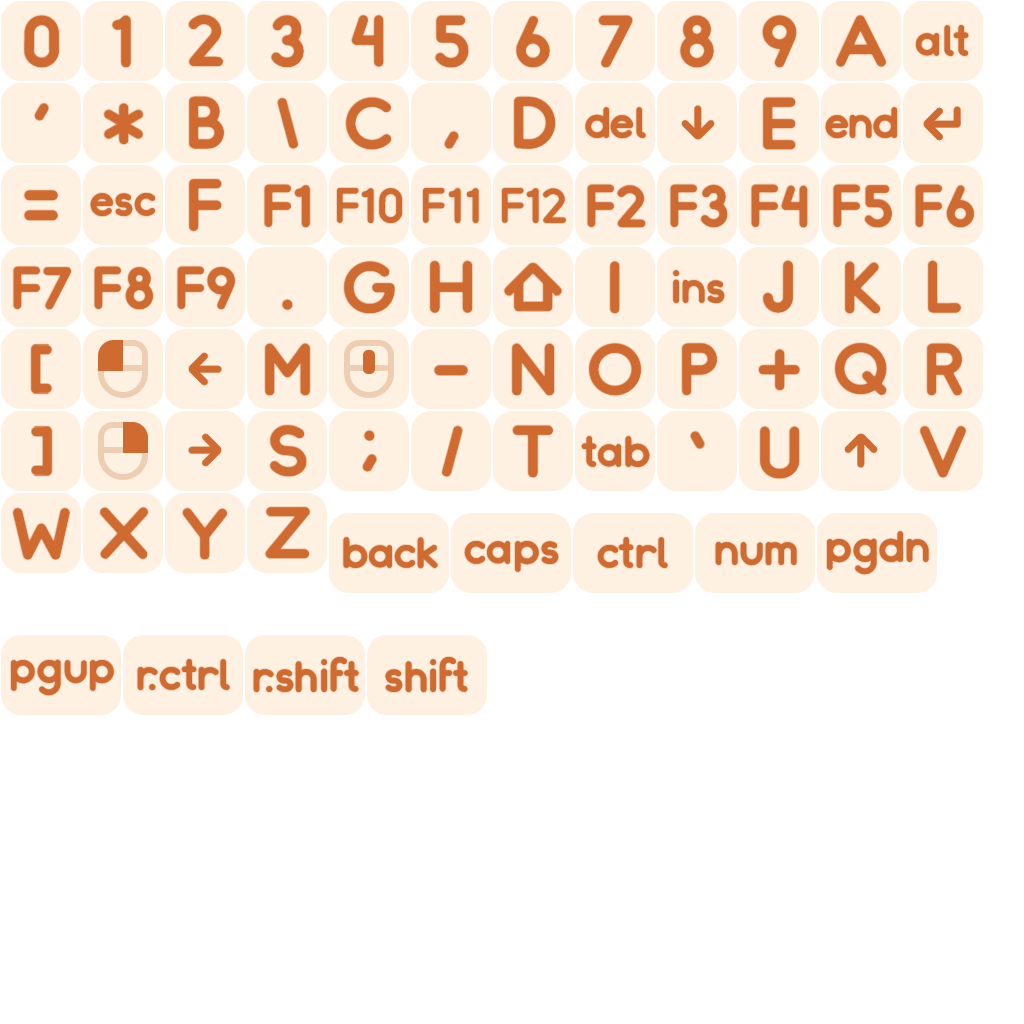 0 1 2 3 4 5 6 7 8 9 A alt
' * B \ C , D del ↓ E end ↵
= esc F F1 F10 F11 F12 F2 F3 F4 F5 F6
F7 F8 F9 . G H I ins J K L
[ ← M - N O P + Q R
] → S ; / T tab ` U ↑ V
W X Y Z back caps ctrl num pgdn
pgup r.ctrl r.shift shift